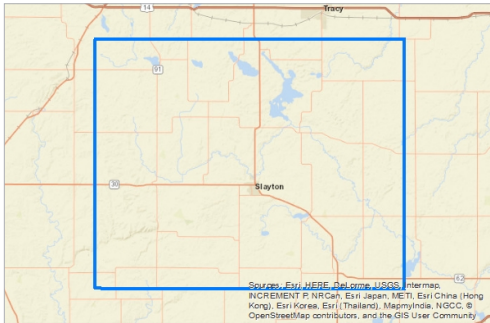 14
Tracy
91
30
Slayton
62
Sources: Esri, HERE, DeLorme, USGS, Intermap,
INCREMENT P, NRCan, Esri Japan, METI, Esri China (Hong
Kong), Esri Korea, Esri (Thailand), MapmyIndia, NGCC, ©
OpenStreetMap contributors, and the GIS User Community